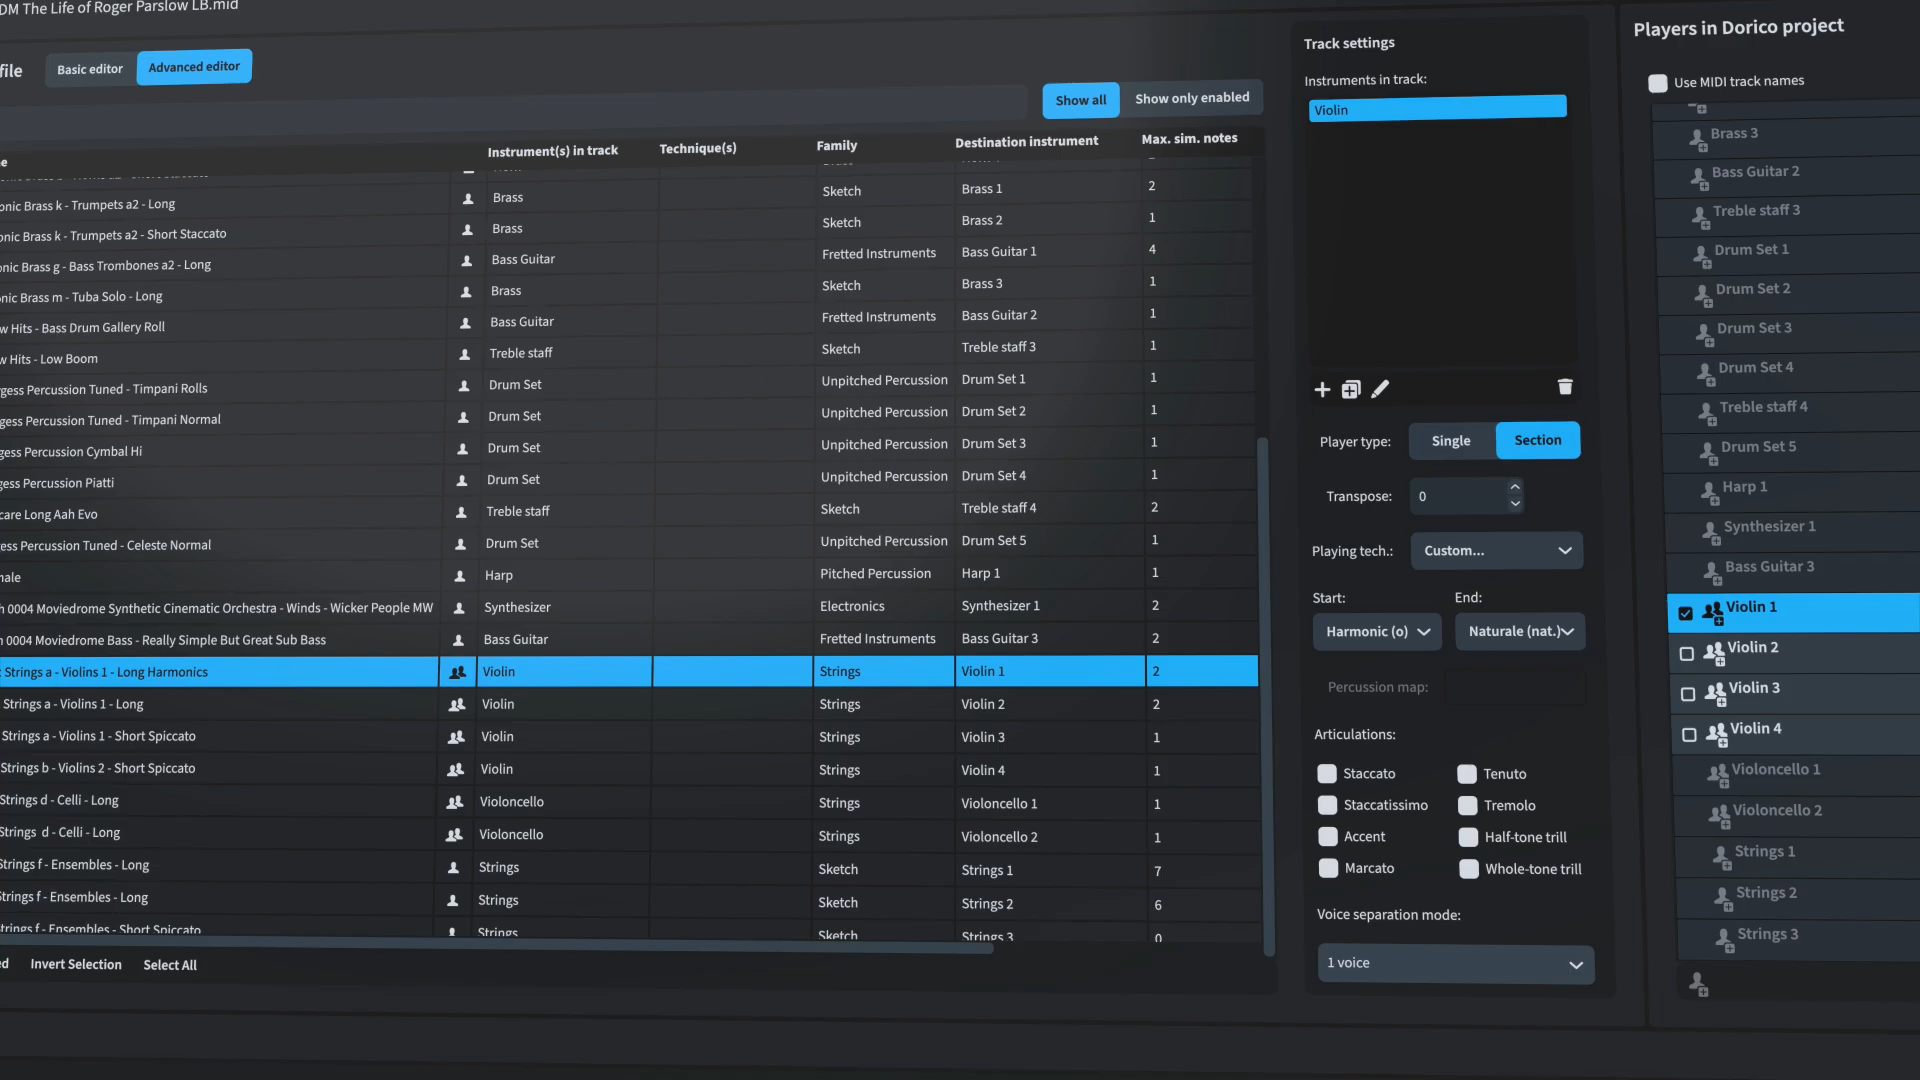 DM The Life of Roger Parslow LB.mid
file
Basic editor
Advanced editor
Show all
Show only enabled
e
Instrument(s) in track
Technique(s)
Family
Destination instrument
Max. sim. notes
onic Brass k - Trumpets a2 - Long
Brass
Sketch
Brass 1
2
onic Brass k - Trumpets a2 - Short Staccato
Brass
Sketch
Brass 2
1
onic Brass g - Bass Trombones a2 - Long
Bass Guitar
Fretted Instruments
Bass Guitar 1
4
nic Brass m - Tuba Solo - Long
Brass
Sketch
Brass 3
1
w Hits - Bass Drum Gallery Roll
Bass Guitar
Fretted Instruments
Bass Guitar 2
1
w Hits - Low Boom
Treble staff
Sketch
Treble staff 3
1
gess Percussion Tuned - Timpani Rolls
Drum Set
Unpitched Percussion
Drum Set 1
1
gess Percussion Tuned - Timpani Normal
Drum Set
Unpitched Percussion
Drum Set 2
1
gess Percussion Cymbal Hi
Drum Set
Unpitched Percussion
Drum Set 3
1
gess Percussion Piatti
Drum Set
Unpitched Percussion
Drum Set 4
1
care Long Aah Evo
Treble staff
Sketch
Treble staff 4
2
ess Percussion Tuned - Celeste Normal
Drum Set
Unpitched Percussion
Drum Set 5
1
male
Harp
Pitched Percussion
Harp 1
1
n 0004 Moviedrome Synthetic Cinematic Orchestra - Winds - Wicker People MW
Synthesizer
Electronics
Synthesizer 1
2
n 0004 Moviedrome Bass - Really Simple But Great Sub Bass
Bass Guitar
Fretted Instruments
Bass Guitar 3
2
Strings a - Violins 1 - Long Harmonics
Violin
Strings
Violin 1
2
Strings a - Violins 1 - Long
Violin
Strings
Violin 2
2
Strings a - Violins 1 - Short Spiccato
Violin
Strings
Violin 3
1
Strings b - Violins 2 - Short Spiccato
Violin
Strings
Violin 4
1
Strings d - Celli - Long
Violoncello
Strings
Violoncello 1
1
Strings d - Celli - Long
Violoncello
Strings
Violoncello 2
1
Strings f - Ensembles - Long
Strings
Sketch
Strings 1
7
Strings f - Ensembles - Long
Strings
Sketch
Strings 2
6
trings f - Ensembles - Short Spiccato
Strings
Sketch
Strings 3
0
ed
Invert Selection
Select All
Track settings
Instruments in track:
Violin
Player type:
Single
Section
Transpose:
0
Playing tech.:
Custom...
Start:
End:
Harmonic (o)
Naturale (nat.)
Percussion map:
Articulations:
Staccato
Tenuto
Staccatissimo
Tremolo
Accent
Half-tone trill
Marcato
Whole-tone trill
Voice separation mode:
1 voice
Players in Dorico project
Use MIDI track names
Brass 3
Bass Guitar 2
Treble staff 3
Drum Set 1
Drum Set 2
Drum Set 3
Drum Set 4
Treble staff 4
Drum Set 5
Harp 1
Synthesizer 1
Bass Guitar 3
Violin 1
Violin 2
Violin 3
Violin 4
Violoncello 1
Violoncello 2
Strings 1
Strings 2
Strings 3